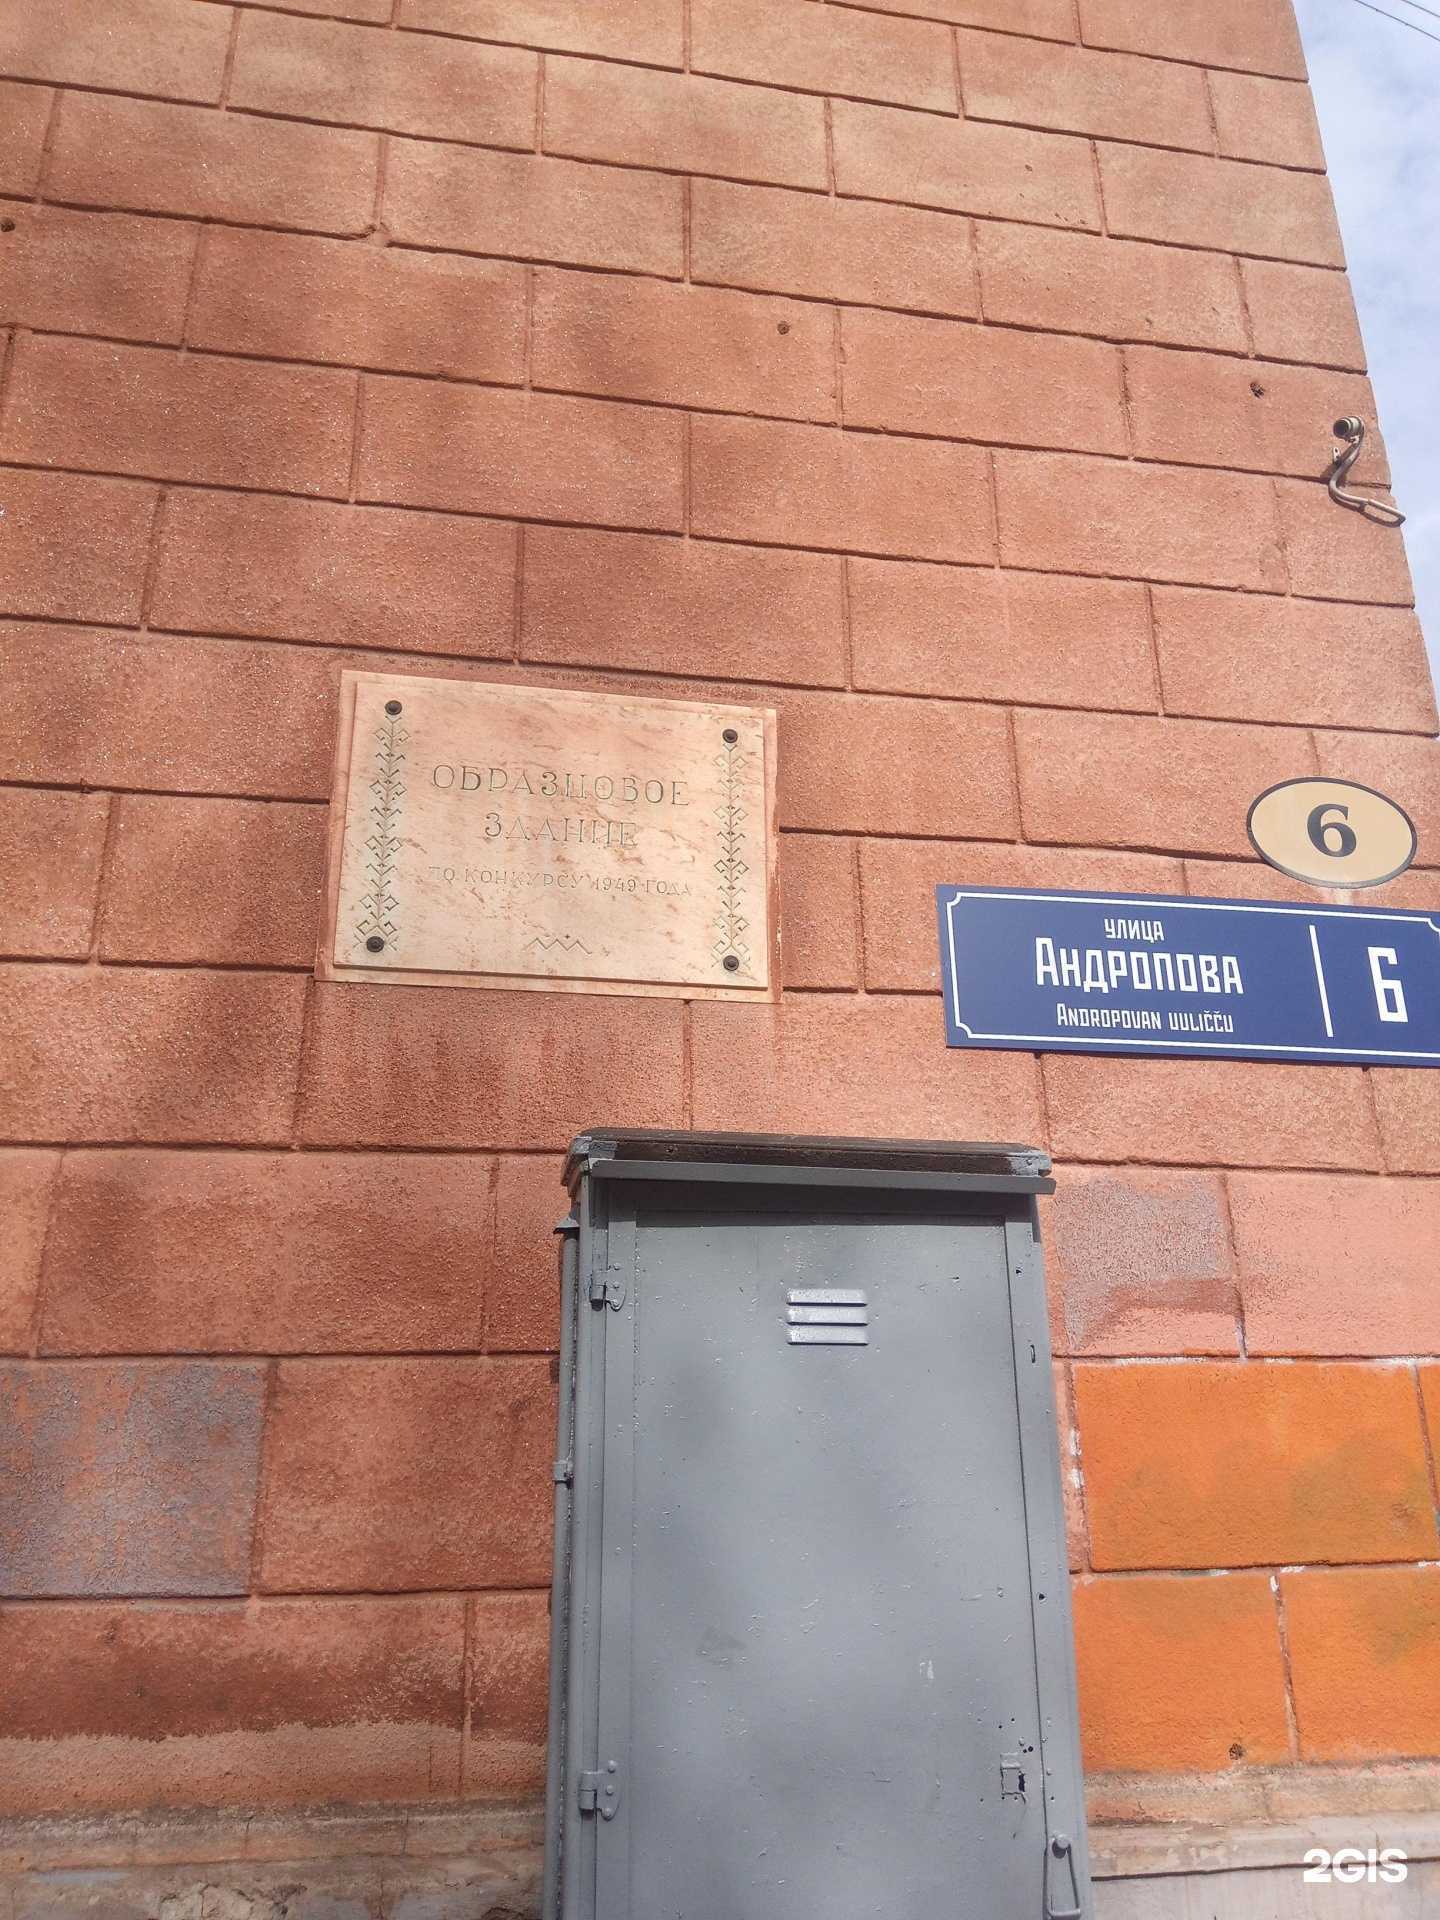 ОБРАЗЦОВОЕ
ЗДАНИЕ
ПО КОНКУРСУ 1949 ГОДА
6
улица
Андропова
Andropovan uuliččU
6
2GIS